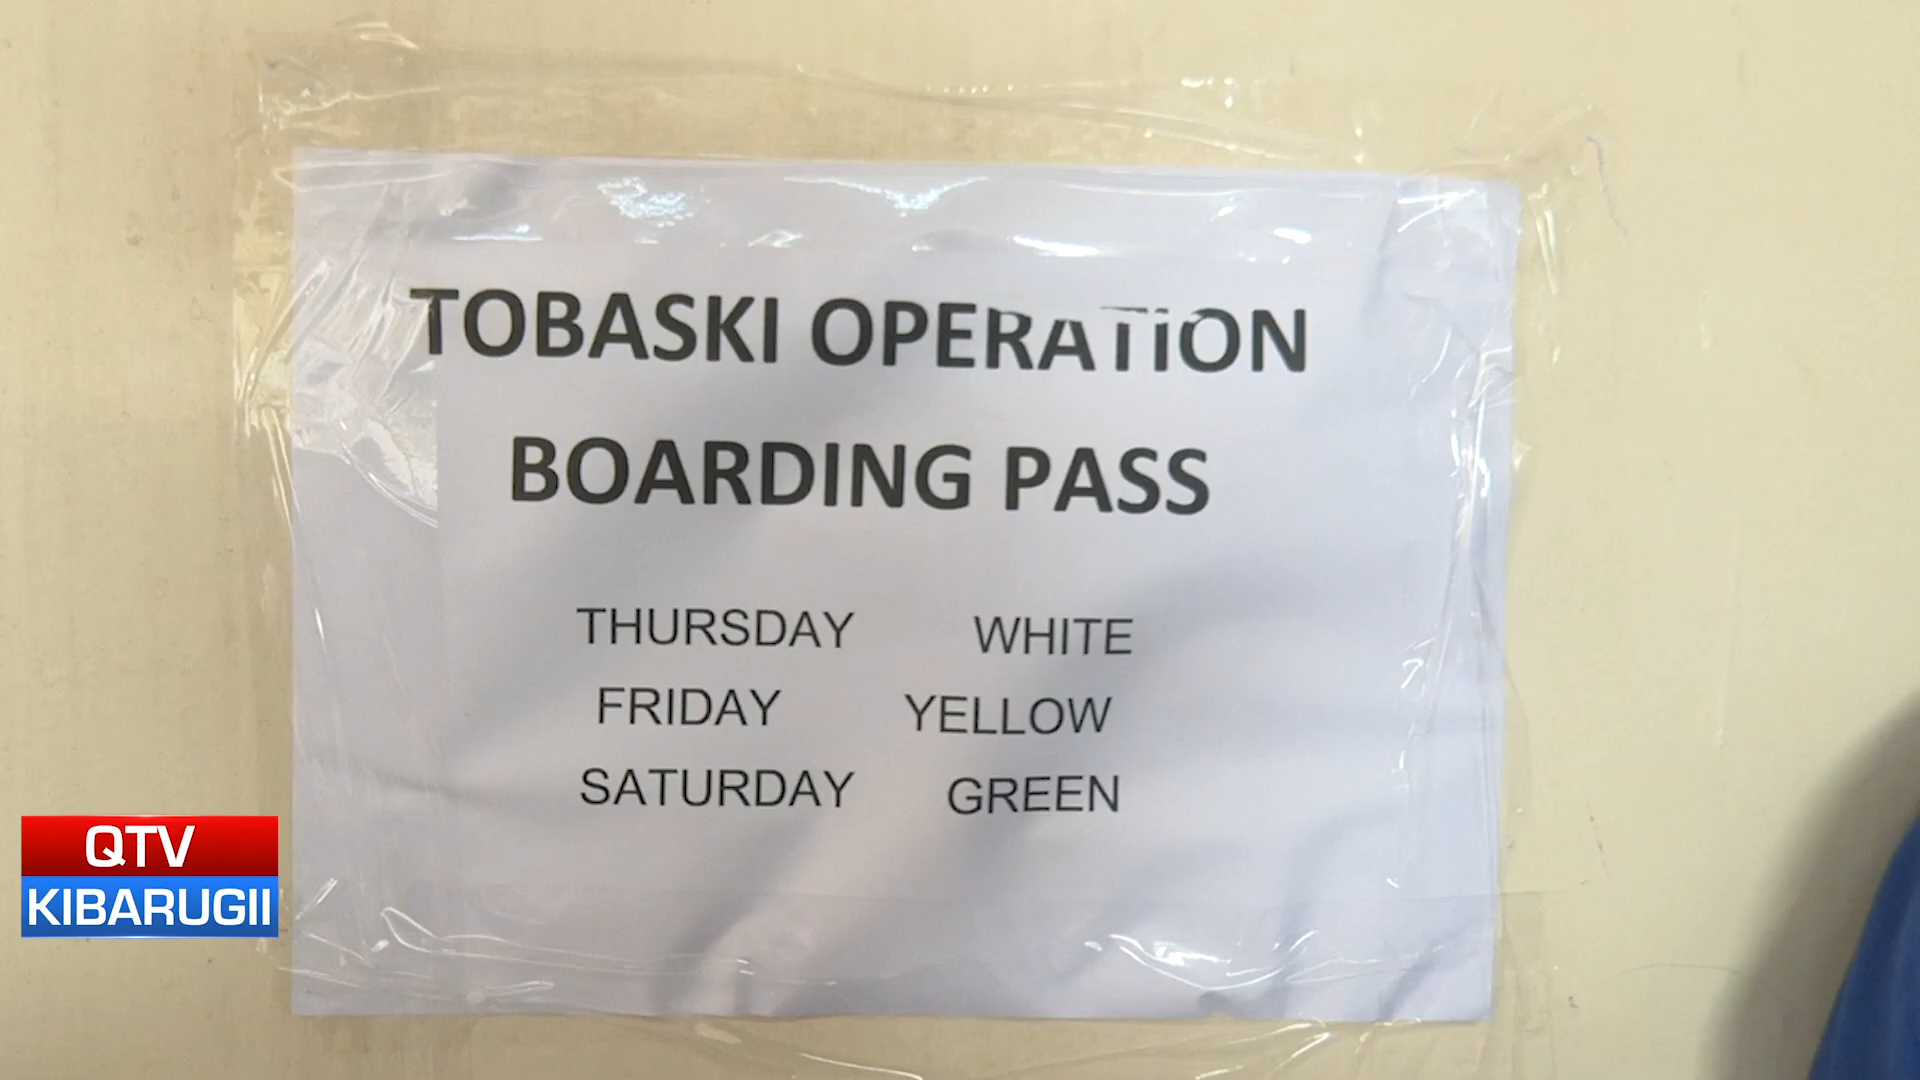 TOBASKI OPERATION
BOARDING PASS
THURSDAY WHITE
FRIDAY YELLOW
SATURDAY GREEN
QTV
KIBARUGII